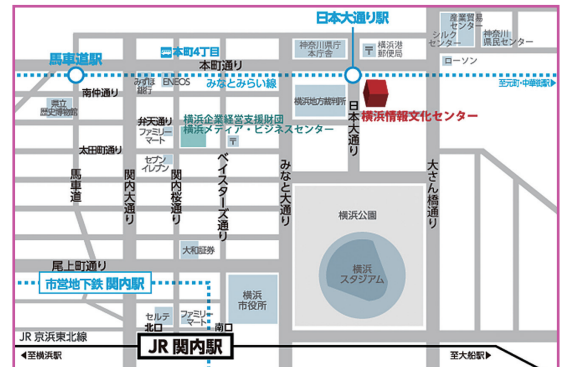 日本大通り駅
産業貿易
センター
シルク
センター
神奈川
県民センター
馬車道駅
本町4丁目
神奈川県庁
本庁舎
横浜港
郵便局
ローソン
本町通り
みずほ
銀行
ENEOS
みなとみらい線
至元町・中華街駅▶
南仲通り
県立
歴史博物館
横浜地方裁判所
横浜情報文化センター
弁天通り
ファミリー
マート
横浜企業経営支援財団
横浜メディア・ビジネスセンター
日本大通り
太田町通り
セブン
イレブン
馬車道
関内大通り
関内桜通り
ベイスターズ通り
みなと大通り
大さん橋通り
横浜公園
大和証券
横浜
スタジアム
尾上町通り
市営地下鉄 関内駅
横浜
市役所
セルテ
北口
ファミリー
マート
南口
JR 京浜東北線
JR 関内駅
◀至横浜駅
至大船駅▶